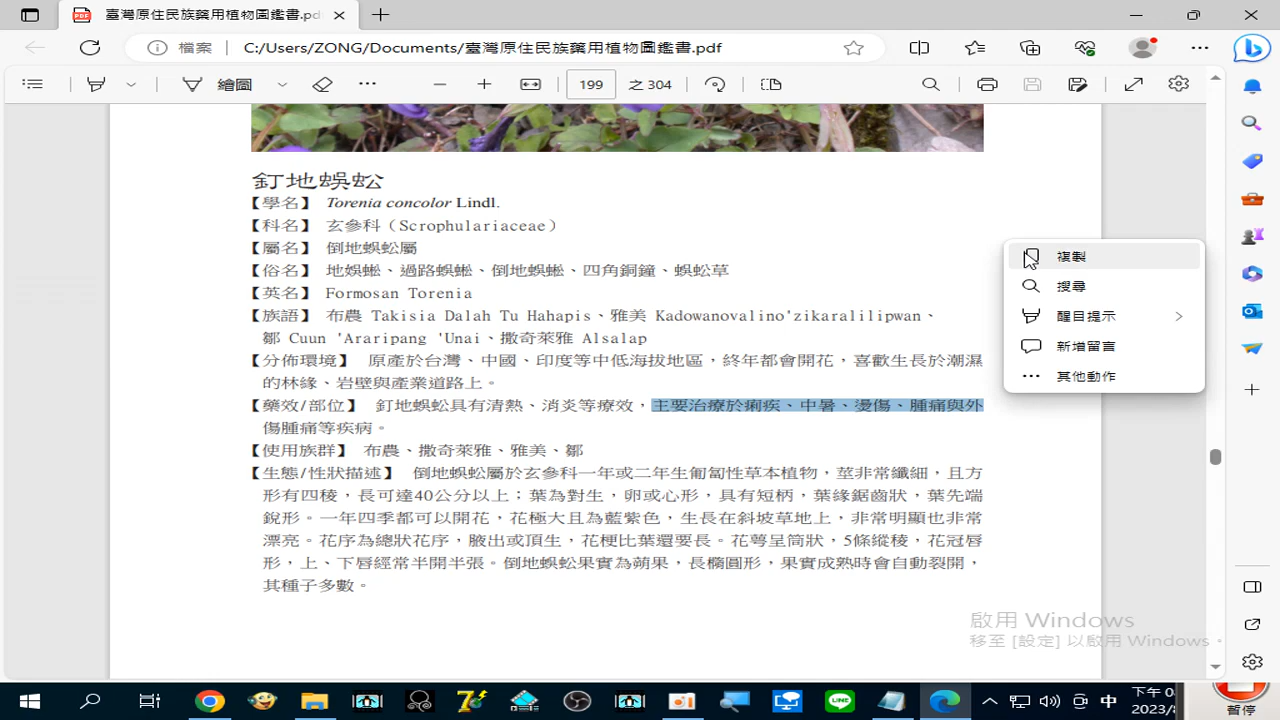 臺灣原住民族藥用植物圖鑑書.pd
檔案 C:/Users/ZONG/Documents/臺灣原住民族藥用植物圖鑑書.pdf
繪圖 199 之 304
釘地蜈蚣
【學名】 Torenia concolor Lindl.
【科名】 玄參科（Scrophulariaceae）
【屬名】 倒地蜈蚣屬
【俗名】 地蜈蚣、過路蜈蚣、倒地蜈蚣、四角銅鐘、蜈蚣草
【英名】 Formosan Torenia
【族語】 布農 Takisia Dalah Tu Hahapis、雅美 Kadowanovalino'zikaralilipwan、
鄒 Cuun 'Araripang 'Unai、撒奇萊雅 Alsalap
【分佈環境】 原產於台灣、中國、印度等中低海拔地區，終年都會開花，喜歡生長於潮濕
的林緣、岩壁與產業道路上。
【藥效/部位】 釘地蜈蚣具有清熱、消炎等療效，主要治療於痢疾、中暑、燙傷、腫痛與外
傷腫痛等疾病。
【使用族群】 布農、撒奇萊雅、雅美、鄒
【生態/性狀描述】 倒地蜈蚣屬於玄參科一年或二年生匍匐性草本植物，莖非常纖細，且方
形有四稜，長可達40公分以上；葉為對生，卵或心形，具有短柄，葉緣鋸齒狀，葉先端
銳形。一年四季都可以開花，花極大且為藍紫色，生長在斜坡草地上，非常明顯也非常
漂亮。花序為總狀花序，腋出或頂生，花梗比葉還要長。花萼呈筒狀，5條縱稜，花冠唇
形，上、下唇經常半開半張。倒地蜈蚣果實為蒴果，長橢圓形，果實成熟時會自動裂開，
其種子多數。
複製
搜尋
醒目提示
新增留言
其他動作
啟用 Windows
移至 [設定] 以啟用 Windows。
LINE
中
下午 0
2023/8
暫停